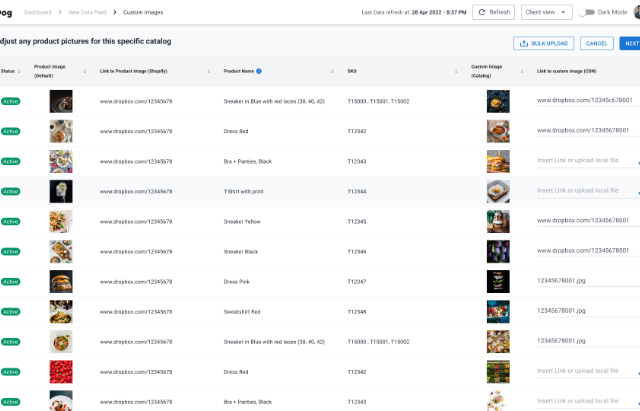 Dashboard > New Data Feed > Custom Images Last Data refresh at: 28 Apr 2022 - 8:37 PM Refresh Client view Dark Mode
djust any product pictures for this specific catalog BULK UPLOAD CANCEL NEXT
Status Product Image (Default) Link to Product Image (Shopify) Product Name SKU Custom Image (Catalog) Link to custom image (CDN)
Active www.dropbox.com/12345678 Sneaker in Blue with red laces (38, 40, 42) T15000, T15001, T15002 www.dropbox.com/12345c678001
Active www.dropbox.com/12345678 Dress Red T12342 www.dropbox.com/12345678001
Active www.dropbox.com/12345678 Bra + Panties, Black T12343 Insert Link or upload local file
Active www.dropbox.com/12345678 T-Shirt with print T12344 Insert Link or upload local file
Active www.dropbox.com/12345678 Sneaker Yellow T12345 www.dropbox.com/12345678001
Active www.dropbox.com/12345678 Sneaker Black T12346 www.dropbox.com/12345678001
Active www.dropbox.com/12345678 Dress Pink T12347 12345678001.jpg
Active www.dropbox.com/12345678 Sweatshirt Red T12348 12345678001.jpg
Active www.dropbox.com/12345678 Sneaker in Blue with red laces (38, 40, 42) T15000, T15001, T15002 12345678001.jpg
Active www.dropbox.com/12345678 Dress Red T12342 Insert Link or upload local file
Active www.dropbox.com/12345678 Bra + Panties, Black T12343 Insert Link or upload local file